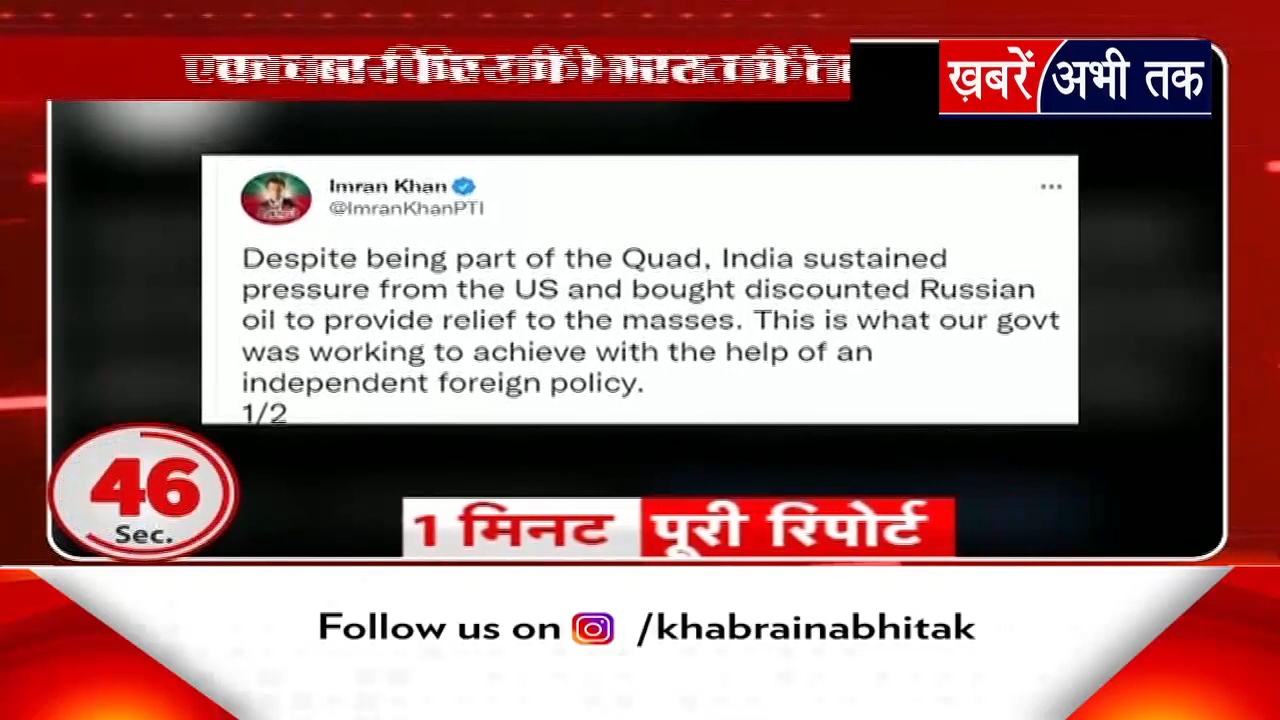 ख़बरें अभी तक
Imran Khan
@ImranKhanPTI
Despite being part of the Quad, India sustained
pressure from the US and bought discounted Russian
oil to provide relief to the masses. This is what our govt
was working to achieve with the help of an
independent foreign policy.
1/2
46
Sec.
1 मिनट पूरी रिपोर्ट
Follow us on /khabrainabhitak